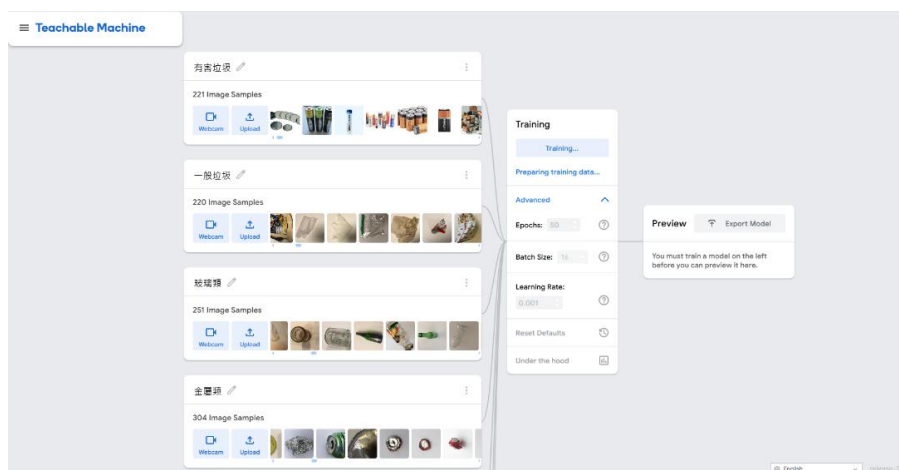 Teachable Machine
有害垃圾
221 Image Samples
Webcam
Upload
一般垃圾
220 Image Samples
Webcam
Upload
玻璃類
251 Image Samples
Webcam
Upload
金屬類
304 Image Samples
Webcam
Upload
Training
Training...
Preparing training data...
Advanced
Epochs: 50
Batch Size: 16
Learning Rate:
0.001
Reset Defaults
Under the hood
Preview
Export Model
You must train a model on the left
before you can preview it here.
English